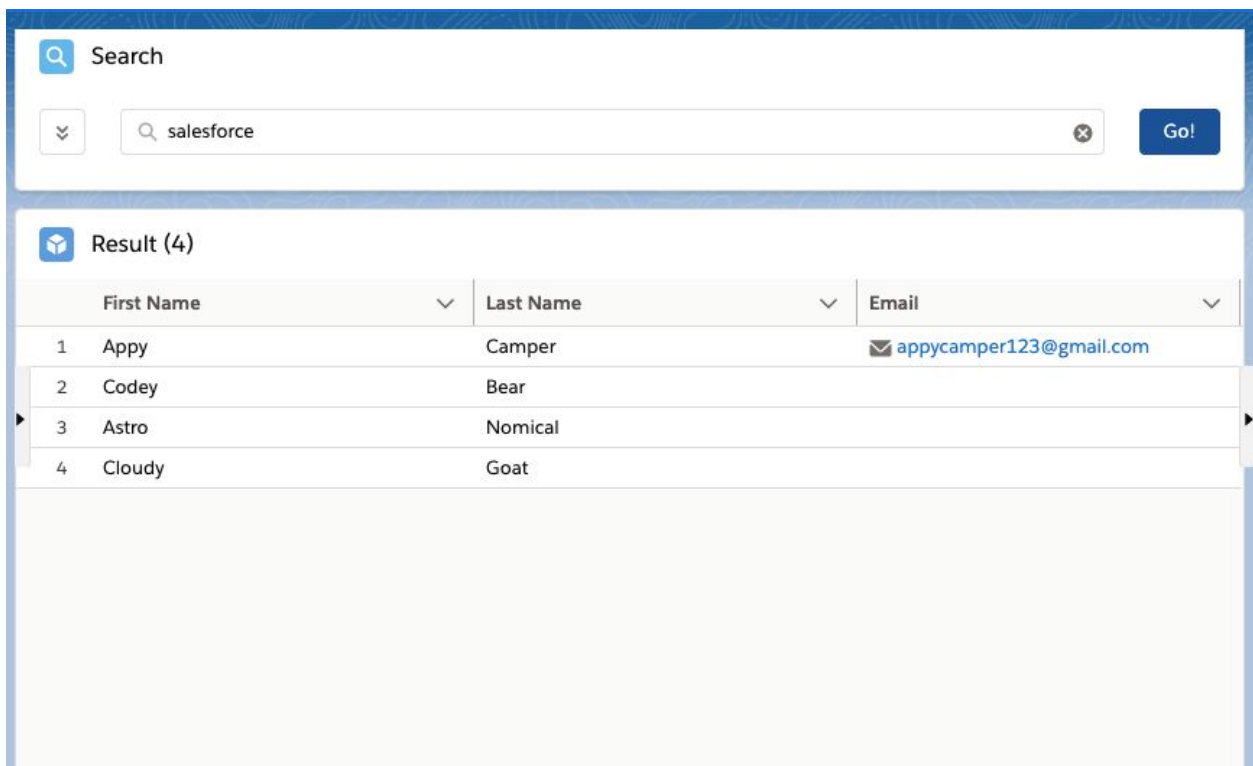 Search
salesforce Go!
Result (4)
First Name Last Name Email
1 Appy Camper appycamper123@gmail.com
2 Codey Bear
3 Astro Nomical
4 Cloudy Goat